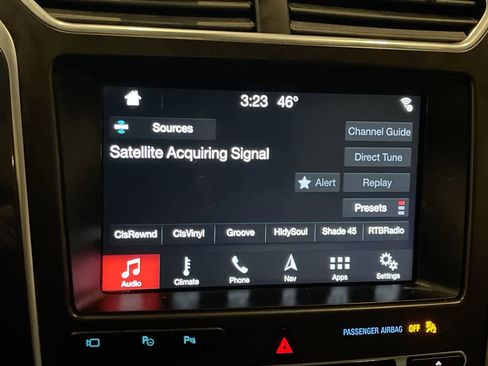 3:23 46°
Sources
Channel Guide
Satellite Acquiring Signal
Direct Tune
Alert
Replay
Presets
ClsRewnd ClsVinyl Groove HldySoul Shade 45 RTBRadio
Audio Climate Phone Nav Apps Settings
PASSENGER AIRBAG OFF